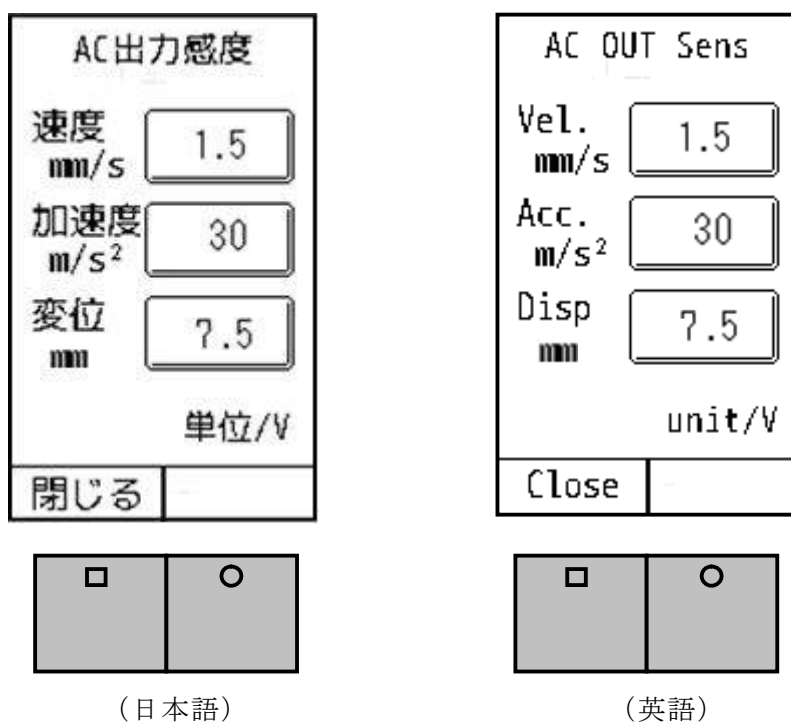 AC出力感度
速度
mm/s
1.5
加速度
m/s²
30
変位
mm
7.5
単位/V
閉じる
(日本語)
AC OUT Sens
Vel.
mm/s
1.5
Acc.
m/s²
30
Disp
mm
7.5
unit/V
Close
(英語)